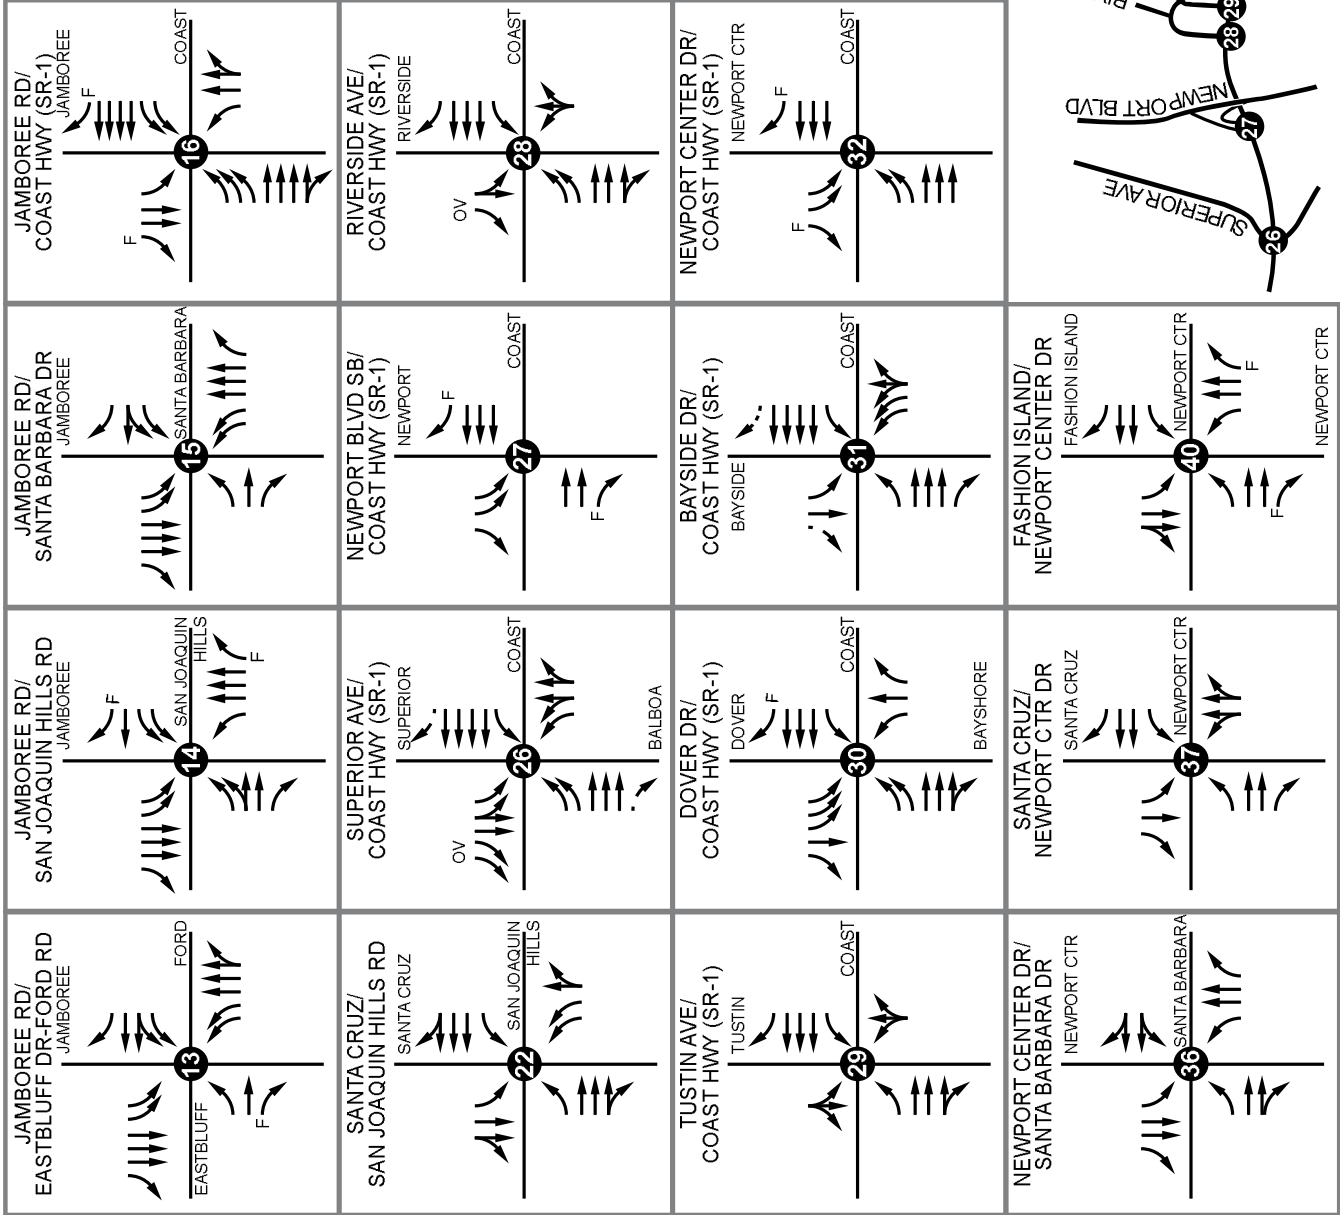 JAMBOREE RD/
COAST HWY (SR-1)
JAMBOREE
COAST
F
F
16
RIVERSIDE AVE/
COAST HWY (SR-1)
RIVERSIDE
COAST
OV
28
NEWPORT CENTER DR/
COAST HWY (SR-1)
NEWPORT CTR
COAST
F
F
32
29
28
NEWPORT BLVD
27
SUPERIOR AVE
26
JAMBOREE RD/
SANTA BARBARA DR
JAMBOREE
SANTA BARBARA
15
NEWPORT BLVD SB/
COAST HWY (SR-1)
NEWPORT
COAST
F
F
27
BAYSIDE DR/
COAST HWY (SR-1)
BAYSIDE
COAST
31
FASHION ISLAND/
NEWPORT CENTER DR
FASHION ISLAND
NEWPORT CTR
F
F
40
NEWPORT CTR
JAMBOREE RD/
SAN JOAQUIN HILLS RD
JAMBOREE
SAN JOAQUIN
HILLS
F
F
14
SUPERIOR AVE/
COAST HWY (SR-1)
SUPERIOR
COAST
OV
26
BALBOA
DOVER DR/
COAST HWY (SR-1)
DOVER
COAST
F
30
BAYSHORE
SANTA CRUZ/
NEWPORT CTR DR
SANTA CRUZ
NEWPORT CTR
37
JAMBOREE RD/
EASTBLUFF DR-FORD RD
JAMBOREE
FORD
13
EASTBLUFF
F
SANTA CRUZ/
SAN JOAQUIN HILLS RD
SANTA CRUZ
SAN JOAQUIN
HILLS
22
TUSTIN AVE/
COAST HWY (SR-1)
TUSTIN
COAST
29
NEWPORT CENTER DR/
SANTA BARBARA DR
NEWPORT CTR
SANTA BARBARA
36